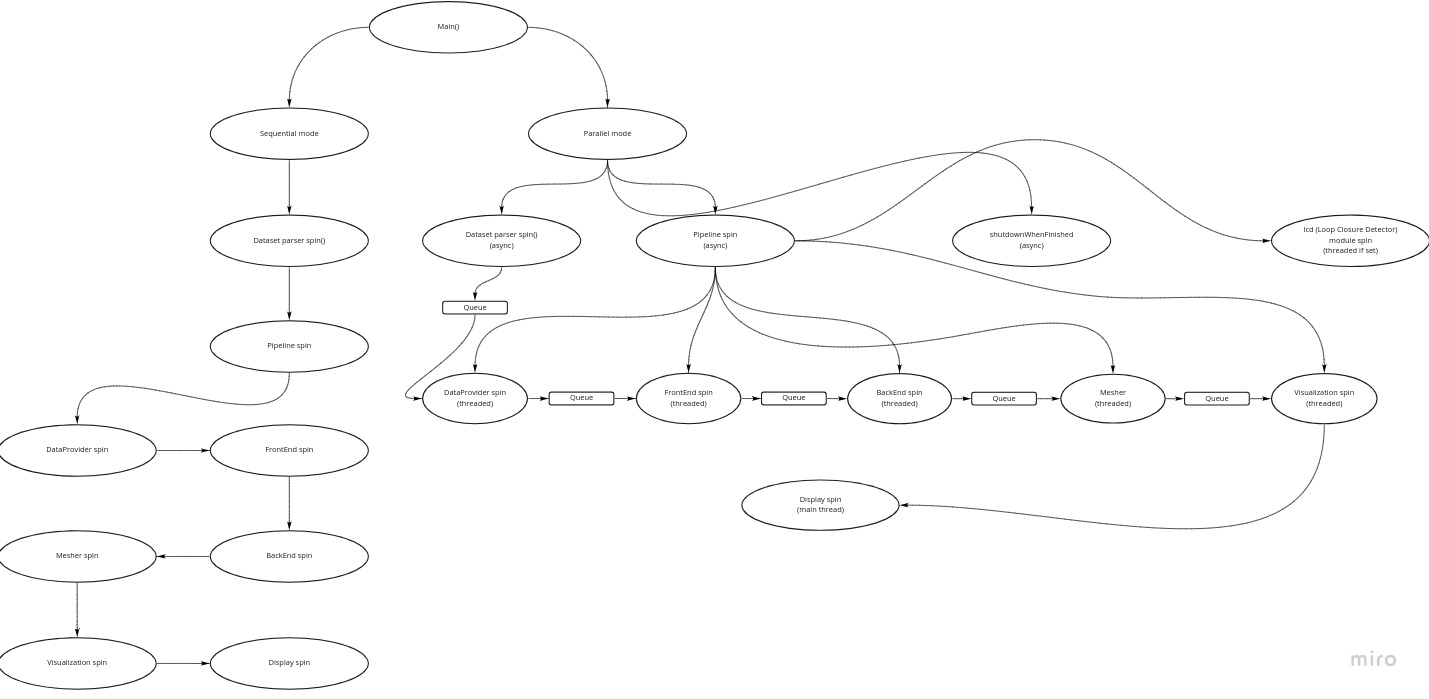 Main()
Sequential mode
Parallel mode
Dataset parser spin()
Dataset parser spin()
(async)
Pipeline spin
(async)
shutdownWhenFinished
(async)
lcd (Loop Closure Detector)
module spin
(threaded if set)
Queue
Pipeline spin
DataProvider spin
(threaded)
Queue
FrontEnd spin
(threaded)
Queue
BackEnd spin
(threaded)
Queue
Mesher
(threaded)
Queue
Visualization spin
(threaded)
DataProvider spin
FrontEnd spin
Display spin
(main thread)
Mesher spin
BackEnd spin
Visualization spin
Display spin
miro